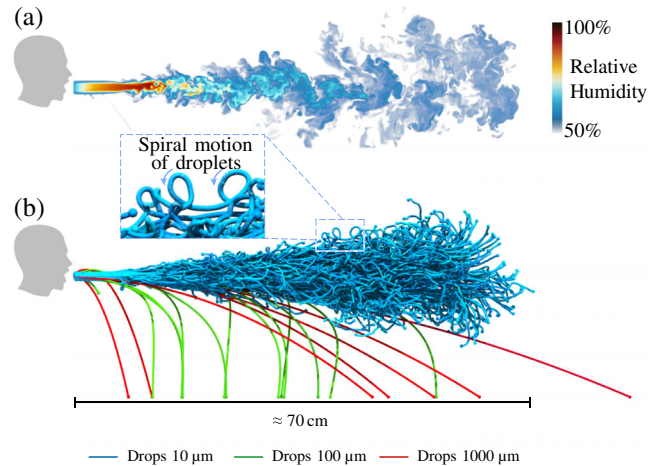 (a)
100%
Relative
Humidity
50%
Spiral motion
of droplets
(b)
≈ 70 cm
Drops 10 µm
Drops 100 µm
Drops 1000 µm